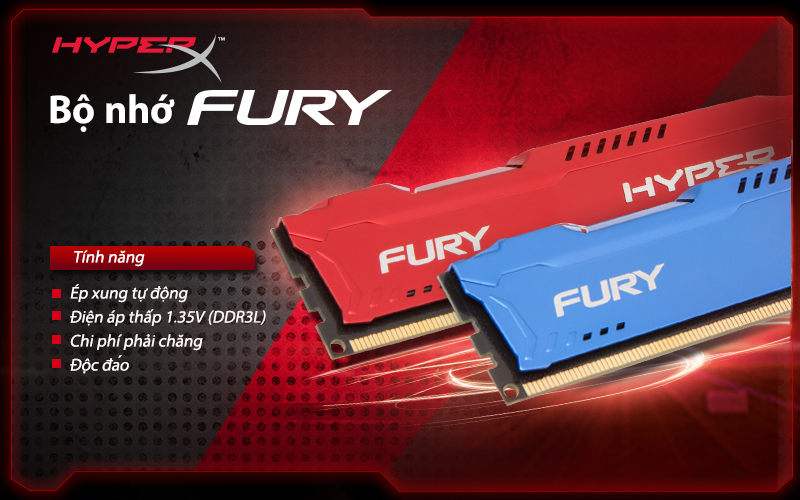 HYPERX™
Bộ nhớ FURY
HYPER
FURY
FURY
Tính năng
Ép xung tự động
Điện áp thấp 1.35V (DDR3L)
Chi phí phải chăng
Độc đáo